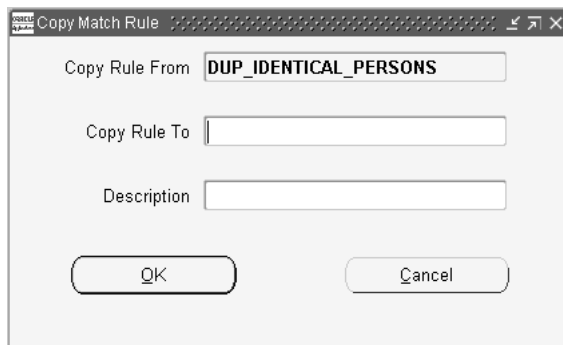 Copy Match Rule
Copy Rule From DUP_IDENTICAL_PERSONS
Copy Rule To
Description
OK Cancel